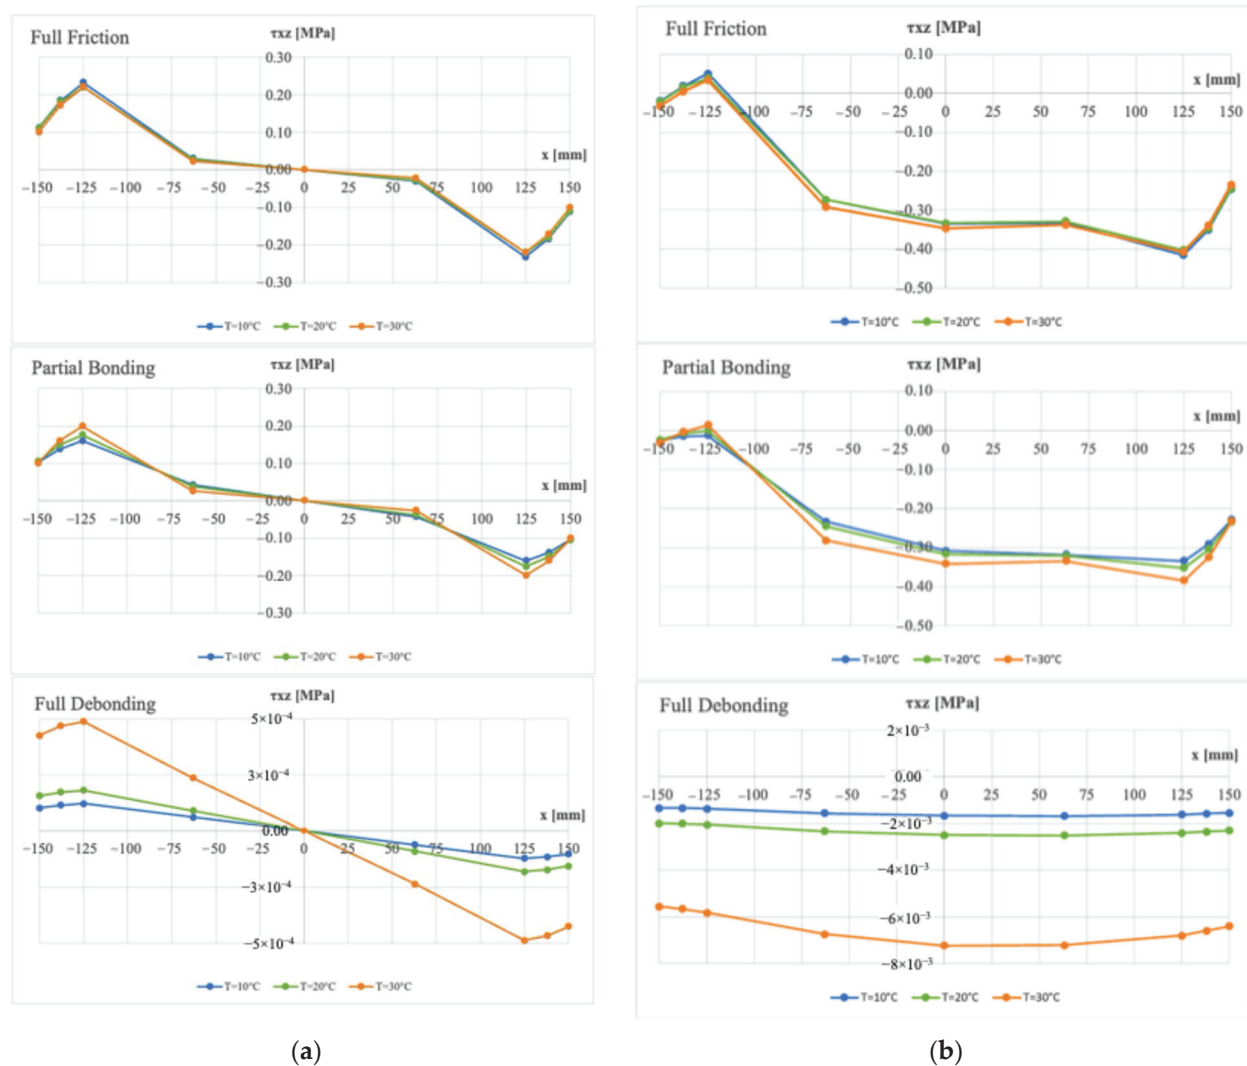 Full Friction
τxz [MPa]
0.30
0.20
0.10
x [mm]
0.00
−150 −125 −100 −75 −50 −25 0 25 50 75 100 125 150
−0.10
−0.20
−0.30
T=10°C T=20°C T=30°C
Partial Bonding
τxz [MPa]
0.30
0.20
0.10
x [mm]
0.00
−150 −125 −100 −75 −50 −25 0 25 50 75 100 125 150
−0.10
−0.20
−0.30
T=10°C T=20°C T=30°C
Full Debonding
τxz [MPa]
5×10⁻⁴
3×10⁻⁴
x [mm]
0.00
−150 −125 −100 −75 −50 −25 0 25 50 75 100 125 150
−3×10⁻⁴
−5×10⁻⁴
T=10°C T=20°C T=30°C
(a)
Full Friction
τxz [MPa]
0.10
x [mm]
0.00
−150 −125 −100 −75 −50 −25 0 25 50 75 100 125 150
−0.10
−0.20
−0.30
−0.40
−0.50
T=10°C T=20°C T=30°C
Partial Bonding
τxz [MPa]
0.10
x [mm]
0.00
−150 −125 −100 −75 −50 −25 0 25 50 75 100 125 150
−0.10
−0.20
−0.30
−0.40
−0.50
T=10°C T=20°C T=30°C
Full Debonding
τxz [MPa]
2×10⁻³
x [mm]
0.00
−150 −125 −100 −75 −50 −25 0 25 50 75 100 125 150
−2×10⁻³
−4×10⁻³
−6×10⁻³
−8×10⁻³
T=10°C T=20°C T=30°C
(b)